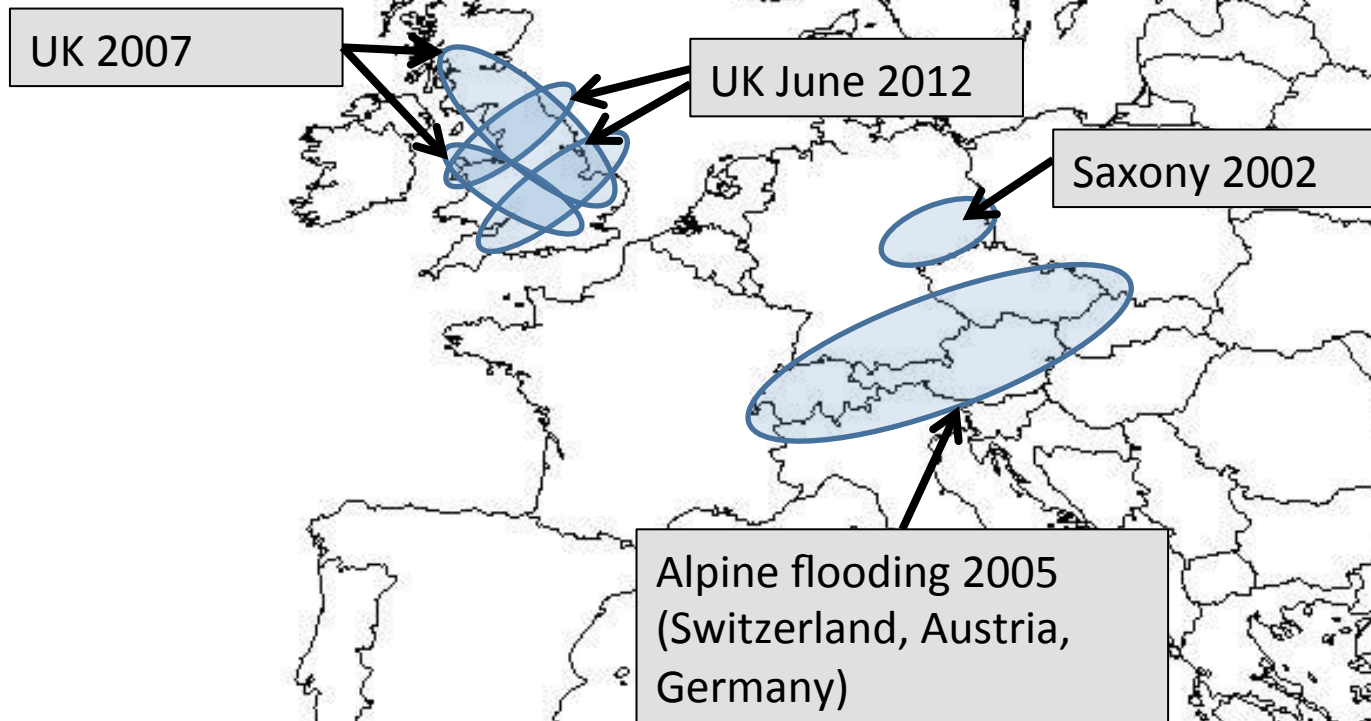 UK 2007
UK June 2012
Saxony 2002
Alpine flooding 2005
(Switzerland, Austria,
Germany)